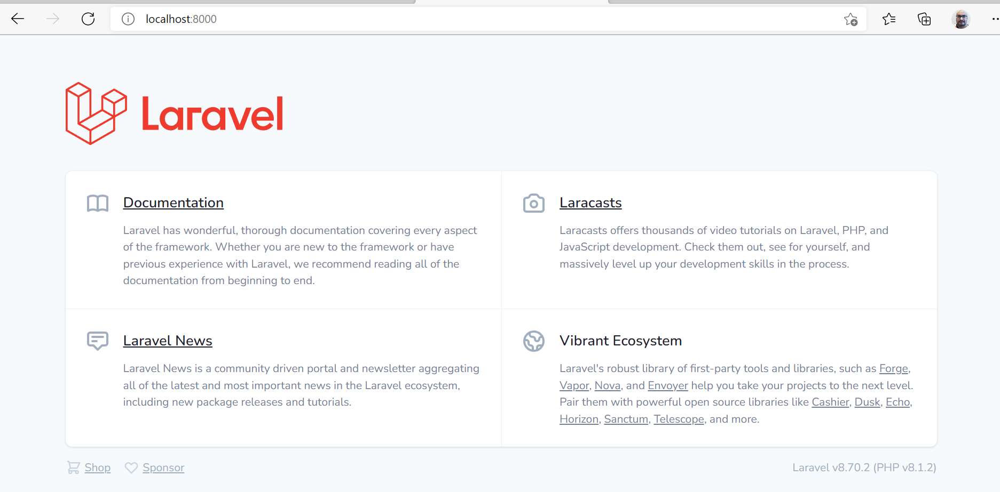 localhost:8000
Laravel
Documentation
Laravel has wonderful, thorough documentation covering every aspect
of the framework. Whether you are new to the framework or have
previous experience with Laravel, we recommend reading all of the
documentation from beginning to end.
Laracasts
Laracasts offers thousands of video tutorials on Laravel, PHP, and
JavaScript development. Check them out, see for yourself, and
massively level up your development skills in the process.
Laravel News
Laravel News is a community driven portal and newsletter aggregating
all of the latest and most important news in the Laravel ecosystem,
including new package releases and tutorials.
Vibrant Ecosystem
Laravel's robust library of first-party tools and libraries, such as Forge,
Vapor, Nova, and Envoyer help you take your projects to the next level.
Pair them with powerful open source libraries like Cashier, Dusk, Echo,
Horizon, Sanctum, Telescope, and more.
Shop
Sponsor
Laravel v8.70.2 (PHP v8.1.2)